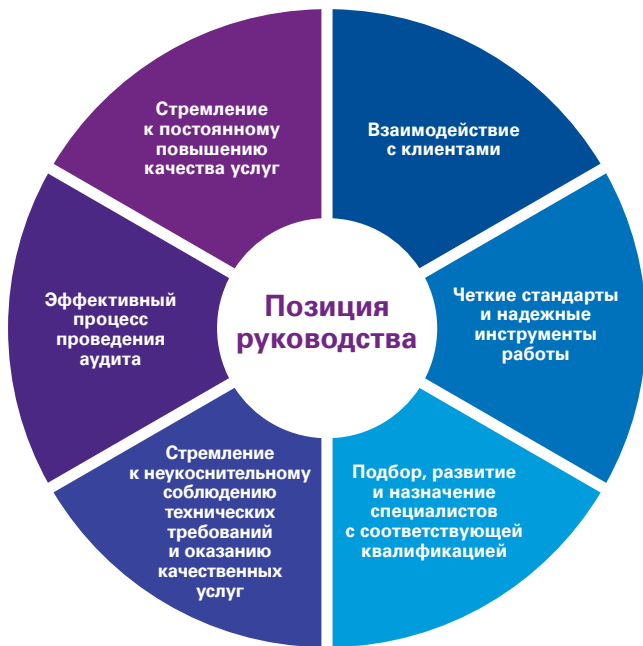 Стремление
к постоянному
повышению
качества услуг
Взаимодействие
с клиентами
Эффективный
процесс
проведения
аудита
Позиция
руководства
Четкие стандарты
и надежные
инструменты
работы
Стремление
к неукоснительному
соблюдению
технических
требований
и оказанию
качественных
услуг
Подбор, развитие
и назначение
специалистов
с соответствующей
квалификацией